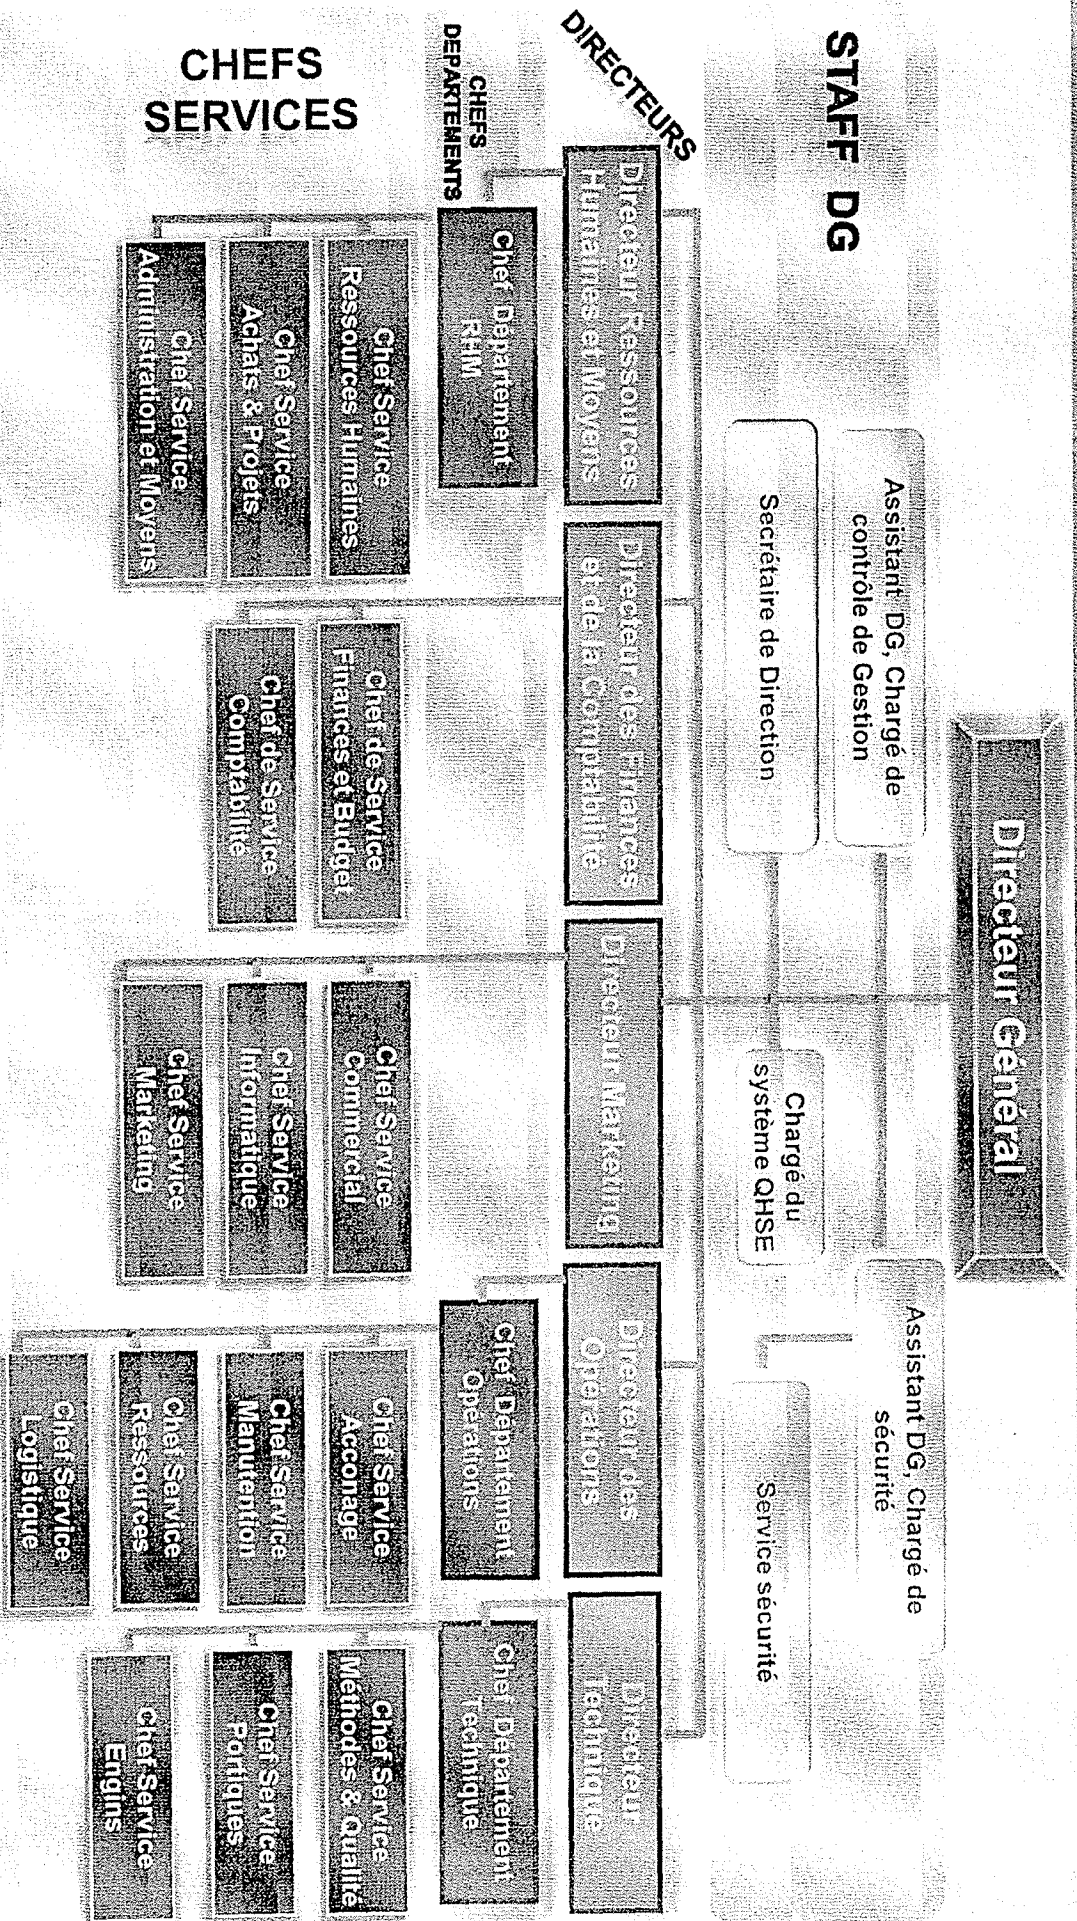 Directeur Général
STAFF DG
Assistant DG, Chargé de
contrôle de Gestion
Assistant DG, Chargé de
sécurité
Secrétaire de Direction
Chargé du
système QHSE
Service sécurité
DIRECTEURS
Directeur Ressources
Humaines et Moyens
Directeur des Finances
et de la Comptabilité
Directeur Marketing
Directeur des
Opérations
Directeur
Technique
CHEFS
DEPARTEMENTS
Chef Département
RHM
Chef Département
Opérations
Chef Département
Technique
CHEFS
SERVICES
Chef Service
Ressources Humaines
Chef Service
Achats & Projets
Chef Service
Administration et Moyens
Chef de Service
Finances et Budget
Chef de Service
Comptabilité
Chef Service
Commercial
Chef Service
Informatique
Chef Service
Marketing
Chef Service
Acconage
Chef Service
Manutention
Chef Service
Ressources
Chef Service
Logistique
Chef Service
Méthodes & Qualité
Chef Service
Portiques
Chef Service
Engins